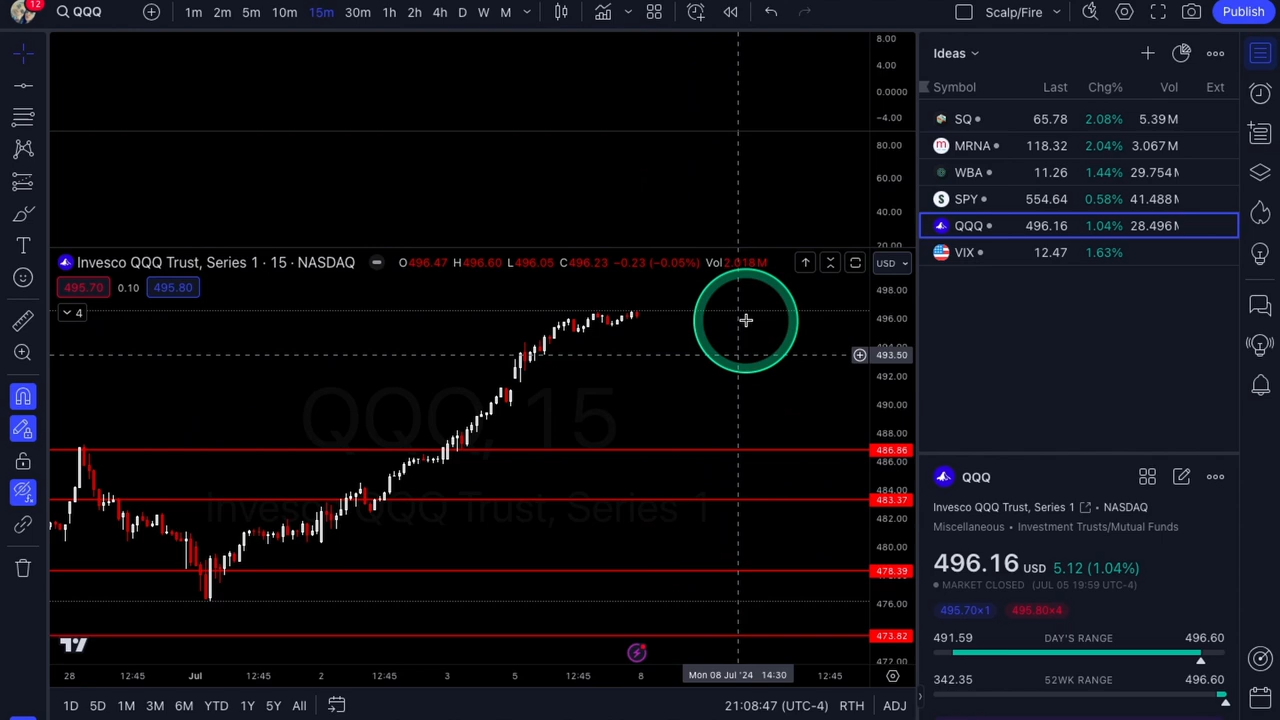 12
QQQ 1m 2m 5m 10m 15m 30m 1h 2h 4h D W M Scalp/Fire Publish
8.00
4.00
0.0000
−4.00
80.00
60.00
40.00
20.00
Invesco QQQ Trust, Series 1 · 15 · NASDAQ O496.47 H496.60 L496.05 C496.23 −0.23 (−0.05%) Vol2.018M USD
495.70 0.10 495.80
4
498.00
496.00
493.50
492.00
490.00
488.00
486.86
486.00
484.00
483.37
482.00
480.00
478.39
476.00
473.82
472.00
QQQ, 15
Invesco QQQ Trust, Series 1
28 12:45 Jul 12:45 2 12:45 3 12:45 5 12:45 8 Mon 08 Jul '24 14:30 12:45
1D 5D 1M 3M 6M YTD 1Y 5Y All 21:08:47 (UTC-4) RTH ADJ
Ideas
Symbol Last Chg% Vol Ext
SQ 65.78 2.08% 5.39M
MRNA 118.32 2.04% 3.067M
WBA 11.26 1.44% 29.754M
SPY 554.64 0.58% 41.488M
QQQ 496.16 1.04% 28.496M
VIX 12.47 1.63%
QQQ
Invesco QQQ Trust, Series 1 • NASDAQ
Miscellaneous • Investment Trusts/Mutual Funds
496.16 USD 5.12 (1.04%)
MARKET CLOSED (JUL 05 19:59 UTC-4)
495.70×1 495.80×4
491.59 DAY'S RANGE 496.60
342.35 52WK RANGE 496.60